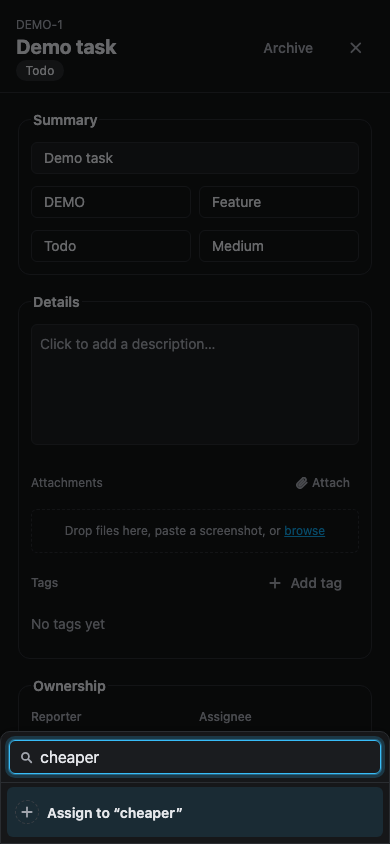 DEMO-1
Demo task
Archive
Todo
Summary
Demo task
DEMO
Feature
Todo
Medium
Details
Click to add a description...
Attachments
Attach
Drop files here, paste a screenshot, or browse
Tags
Add tag
No tags yet
Ownership
Reporter
Assignee
cheaper
Assign to “cheaper”